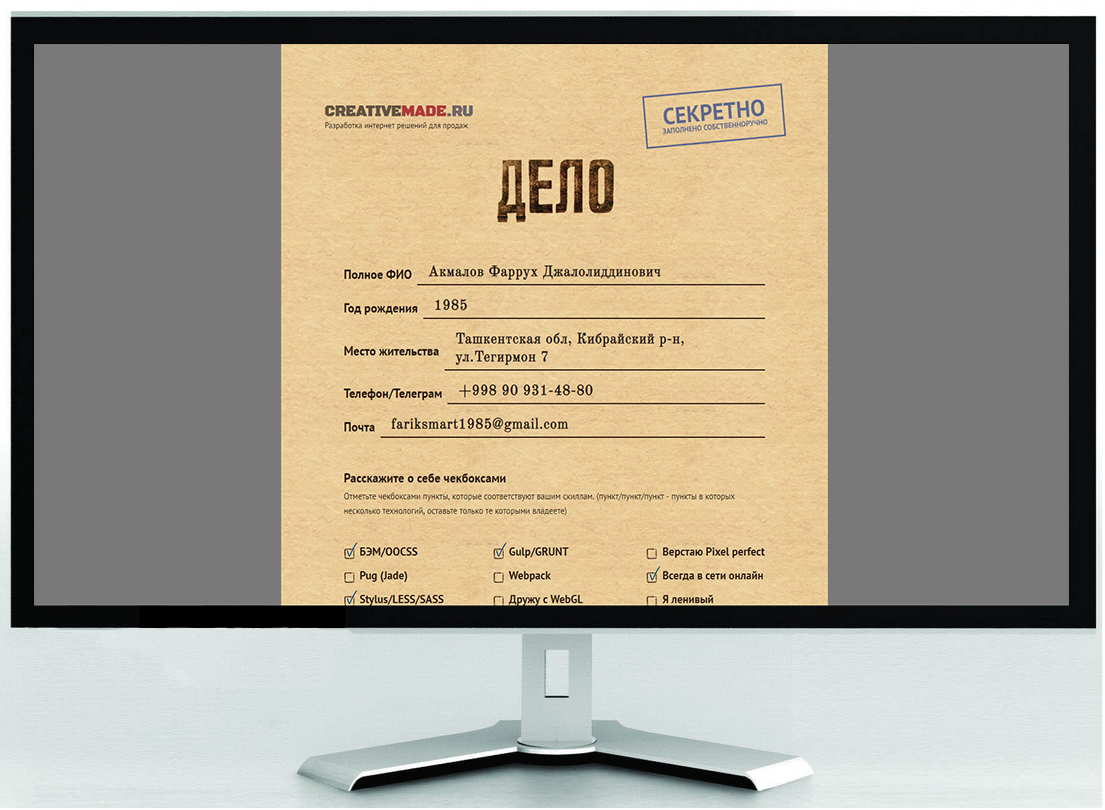 CREATIVEMADE.RU
Разработка интернет решений для продаж
СЕКРЕТНО
ЗАПОЛНЕНО СОБСТВЕННОРУЧНО
ДЕЛО
Полное ФИО Акмалов Фаррух Джалолиддинович
Год рождения 1985
Место жительства Ташкентская обл, Кибрайский р-н,
ул.Тегирмон 7
Телефон/Телеграм +998 90 931-48-80
Почта fariksmart1985@gmail.com
Расскажите о себе чекбоксами
Отметьте чекбоксами пункты, которые соответствуют вашим скиллам. (пункт/пункт/пункт - пункты в которых
несколько технологий, оставьте только те которыми владеете)
БЭМ/OOCSS Gulp/GRUNT Верстаю Pixel perfect
Pug (Jade) Webpack Всегда в сети онлайн
Stylus/LESS/SASS Дружу с WebGL Я ленивый